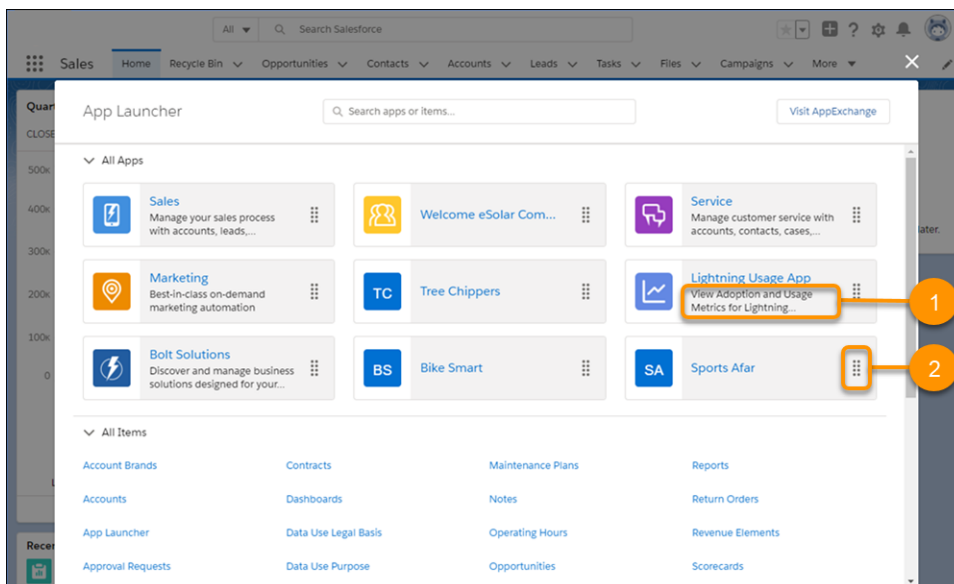 All Search Salesforce
Sales Home Recycle Bin Opportunities Contacts Accounts Leads Tasks Files Campaigns More
Quar
CLOSE
500K
400K
300K
200K
100K
0
App Launcher Search apps or items... Visit AppExchange
All Apps
Sales
Manage your sales process
with accounts, leads,...
Welcome eSolar Com...
Service
Manage customer service with
accounts, contacts, cases,...
later.
Marketing
Best-in-class on-demand
marketing automation
TC Tree Chippers
Lightning Usage App
View Adoption and Usage
Metrics for Lightning...
1
Bolt Solutions
Discover and manage business
solutions designed for your...
BS Bike Smart
SA Sports Afar
2
All Items
Account Brands Contracts Maintenance Plans Reports
Accounts Dashboards Notes Return Orders
App Launcher Data Use Legal Basis Operating Hours Revenue Elements
Recer
Approval Requests Data Use Purpose Opportunities Scorecards